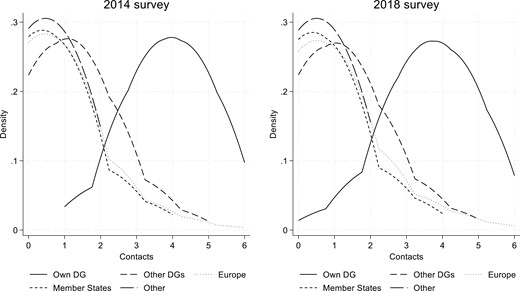 2014 survey
.3
.2
.1
0
Density
0 1 2 3 4 5 6
Contacts
Own DG Other DGs Europe
Member States Other
2018 survey
.3
.2
.1
0
Density
0 1 2 3 4 5 6
Contacts
Own DG Other DGs Europe
Member States Other